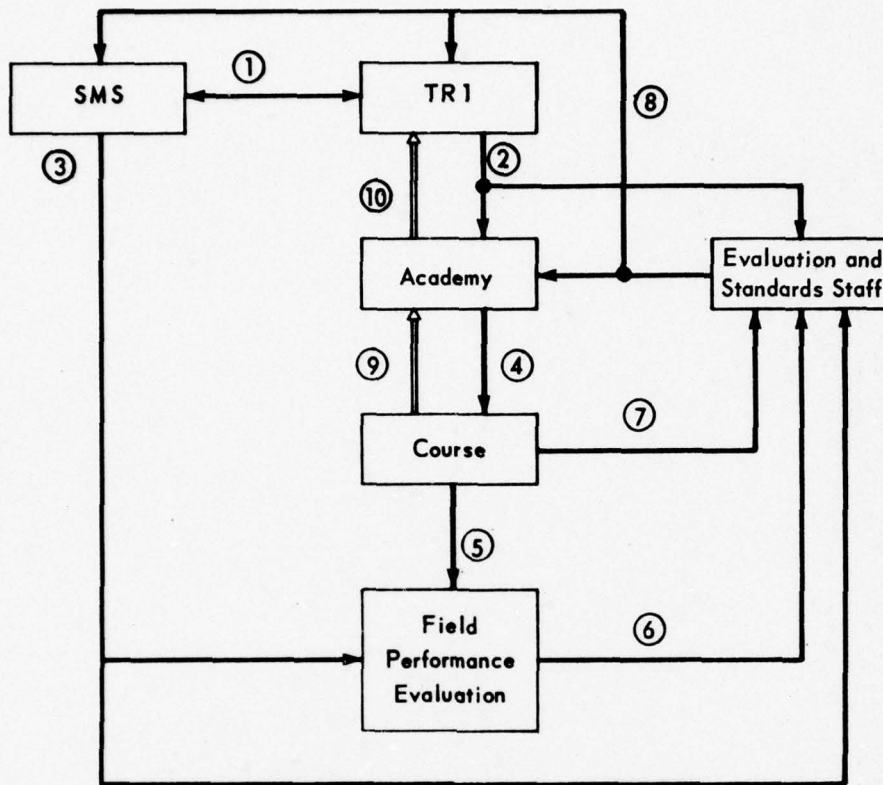 ①
SMS
TR1
⑧
③
②
⑩
Academy
Evaluation and
Standards Staff
⑨
④
⑦
Course
⑤
Field
Performance
Evaluation
⑥